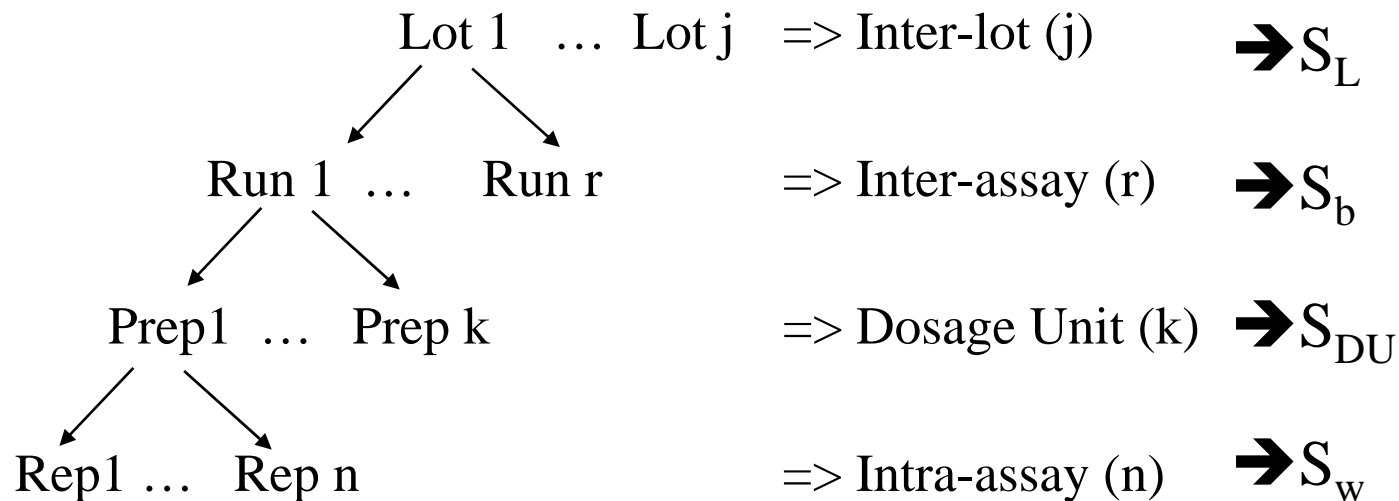 Lot 1 … Lot j => Inter-lot (j) ➔ S_L
Run 1 … Run r => Inter-assay (r) ➔ S_b
Prep1 … Prep k => Dosage Unit (k) ➔ S_DU
Rep1 … Rep n => Intra-assay (n) ➔ S_w